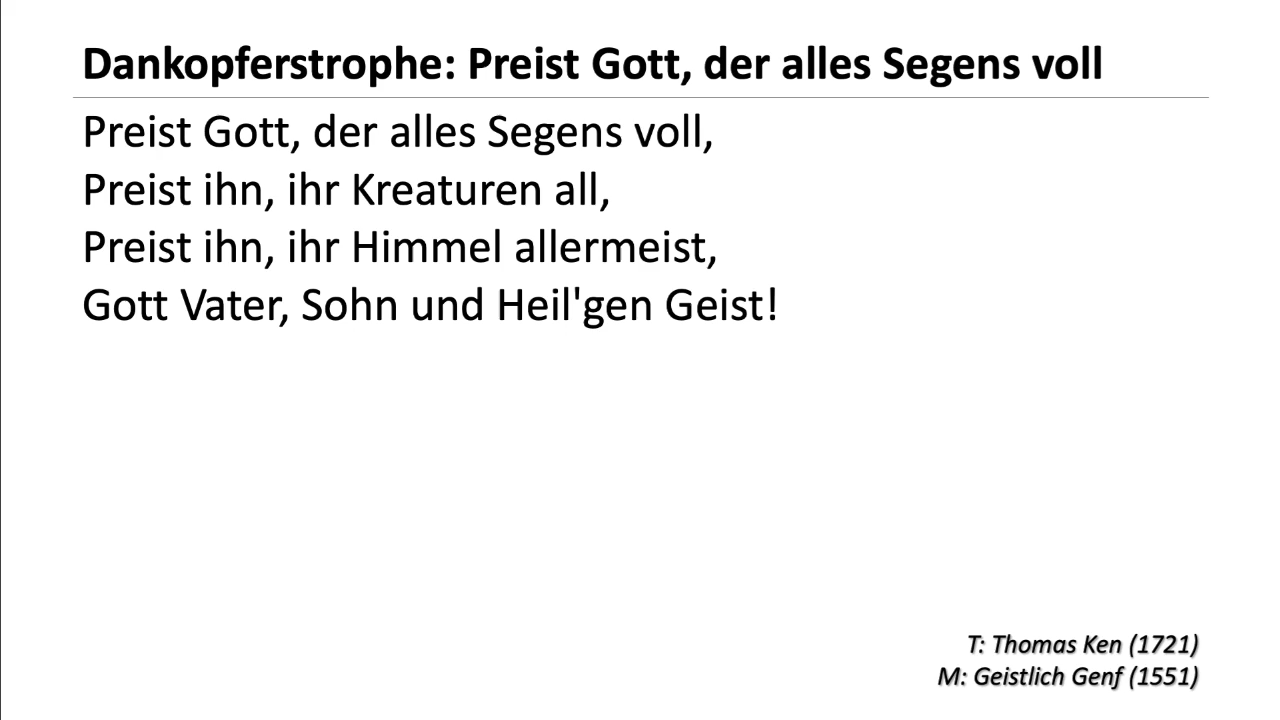 Dankopferstrophe: Preist Gott, der alles Segens voll
Preist Gott, der alles Segens voll,
Preist ihn, ihr Kreaturen all,
Preist ihn, ihr Himmel allermeist,
Gott Vater, Sohn und Heil'gen Geist!
T: Thomas Ken (1721)
M: Geistlich Genf (1551)